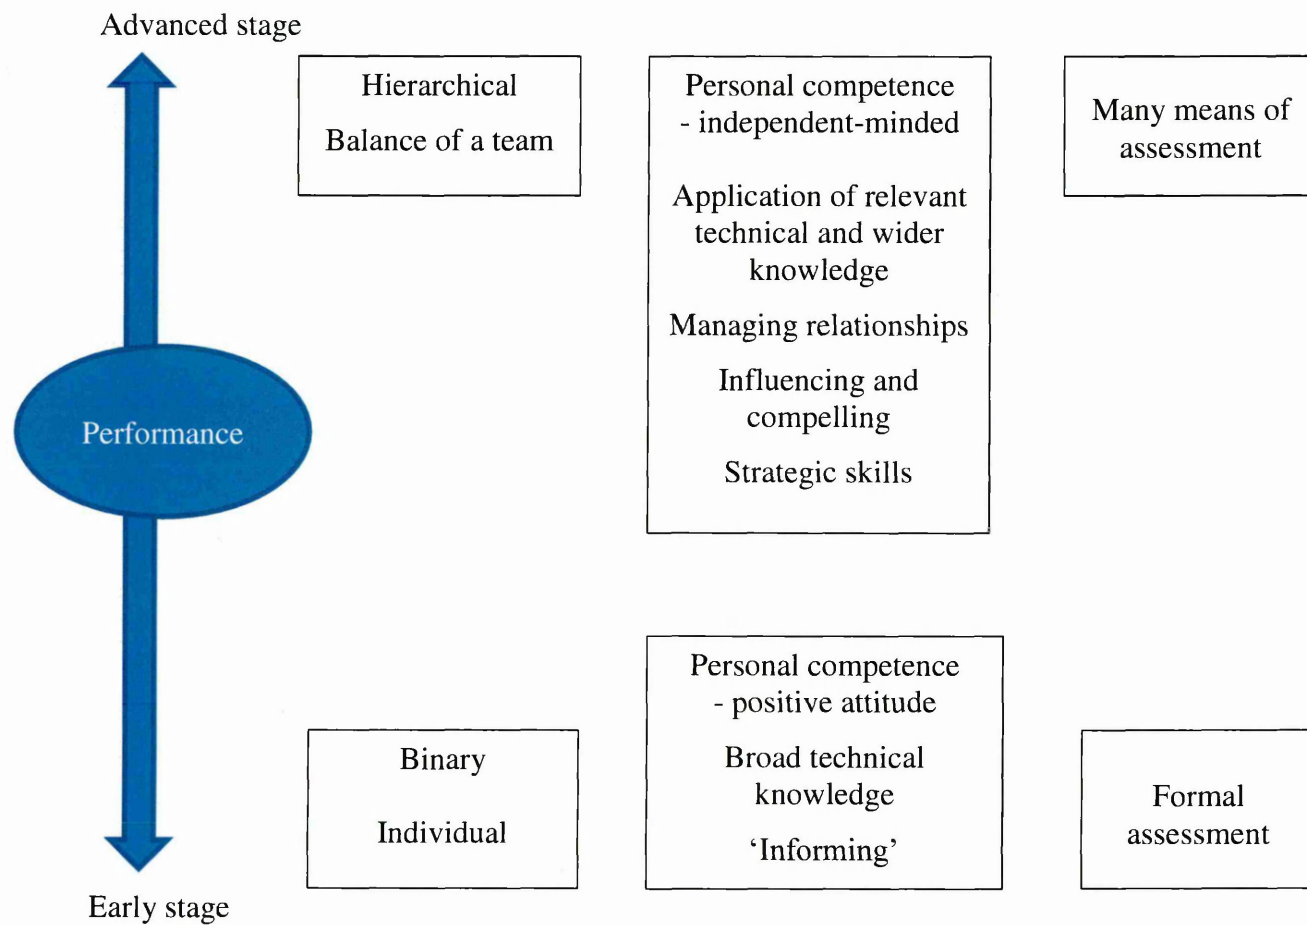 Advanced stage
Hierarchical
Balance of a team
Personal competence
- independent-minded
Application of relevant
technical and wider
knowledge
Managing relationships
Influencing and
compelling
Strategic skills
Many means of
assessment
Performance
Personal competence
- positive attitude
Broad technical
knowledge
‘Informing’
Binary
Individual
Formal
assessment
Early stage